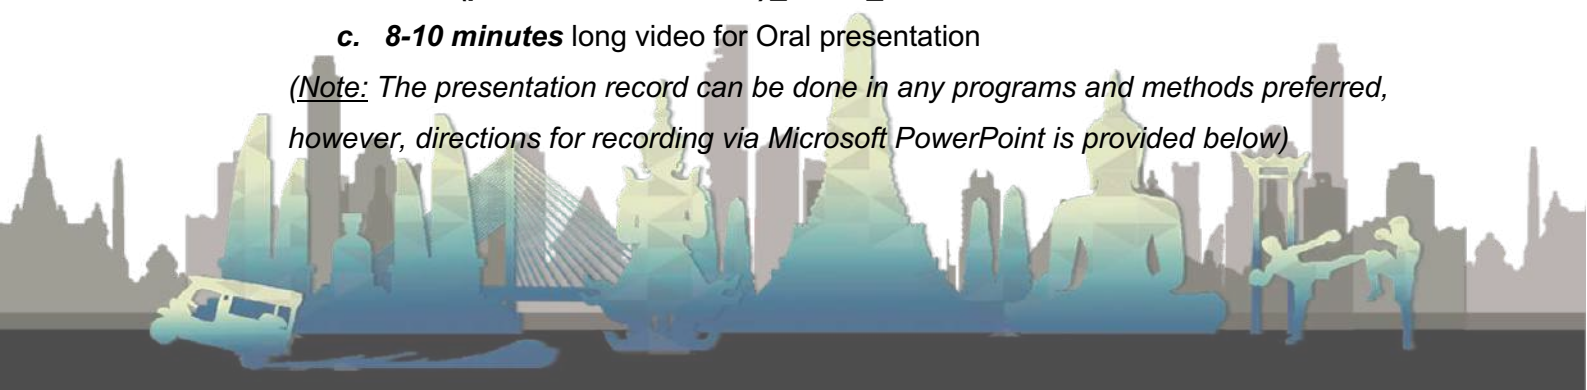 c. 8-10 minutes long video for Oral presentation
(Note: The presentation record can be done in any programs and methods preferred,
however, directions for recording via Microsoft PowerPoint is provided below)